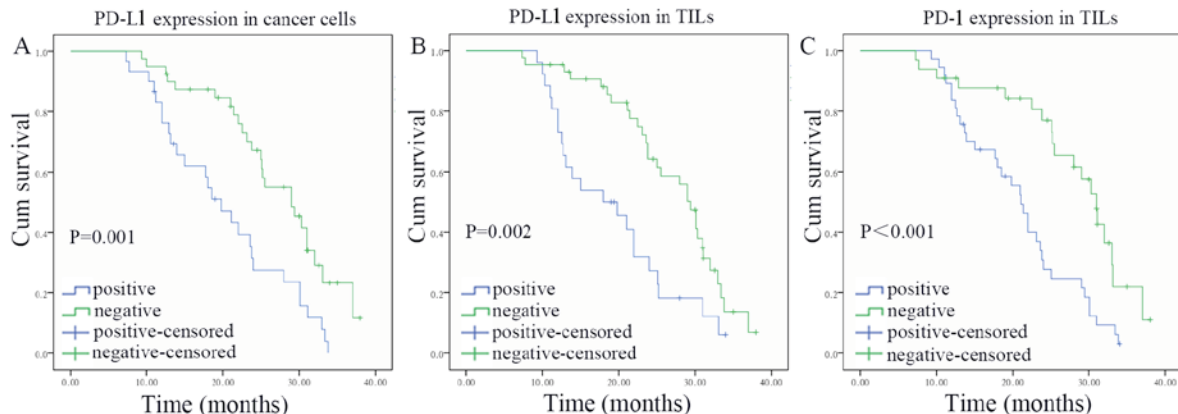 PD-L1 expression in cancer cells
A
Cum survival
1.0
0.8
0.6
0.4
0.2
0.0
P=0.001
positive
negative
positive-censored
negative-censored
0.00 10.00 20.00 30.00 40.00
Time (months)
PD-L1 expression in TILs
B
Cum survival
1.0
0.8
0.6
0.4
0.2
0.0
P=0.002
positive
negative
positive-censored
negative-censored
0.00 10.00 20.00 30.00 40.00
Time (months)
PD-1 expression in TILs
C
Cum survival
1.0
0.8
0.6
0.4
0.2
0.0
P<0.001
positive
negative
positive-censored
negative-censored
0.00 10.00 20.00 30.00 40.00
Time (months)